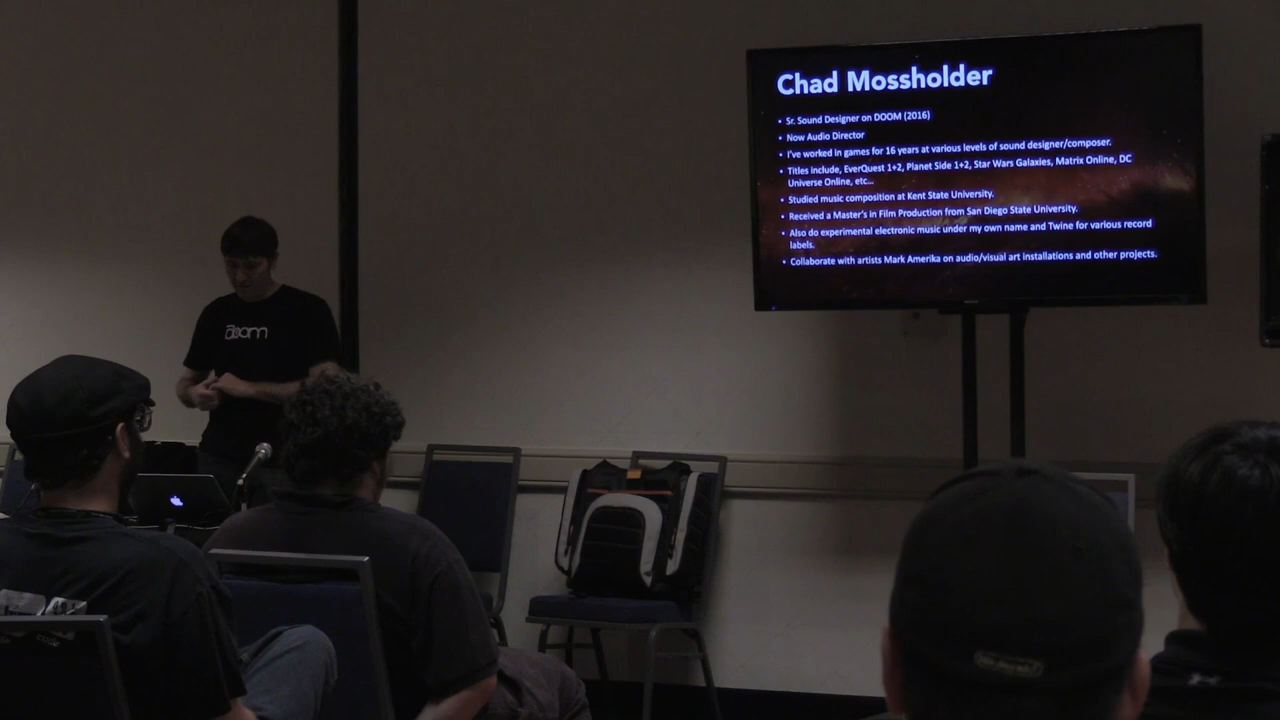 Chad Mossholder
• Sr. Sound Designer on DOOM (2016)
• Now Audio Director
• I've worked in games for 16 years at various levels of sound designer/composer.
• Titles include, EverQuest 1+2, Planet Side 1+2, Star Wars Galaxies, Matrix Online, DC
Universe Online, etc...
• Studied music composition at Kent State University.
• Received a Master's in Film Production from San Diego State University.
• Also do experimental electronic music under my own name and Twine for various record
labels.
• Collaborate with artists Mark Amerika on audio/visual art installations and other projects.